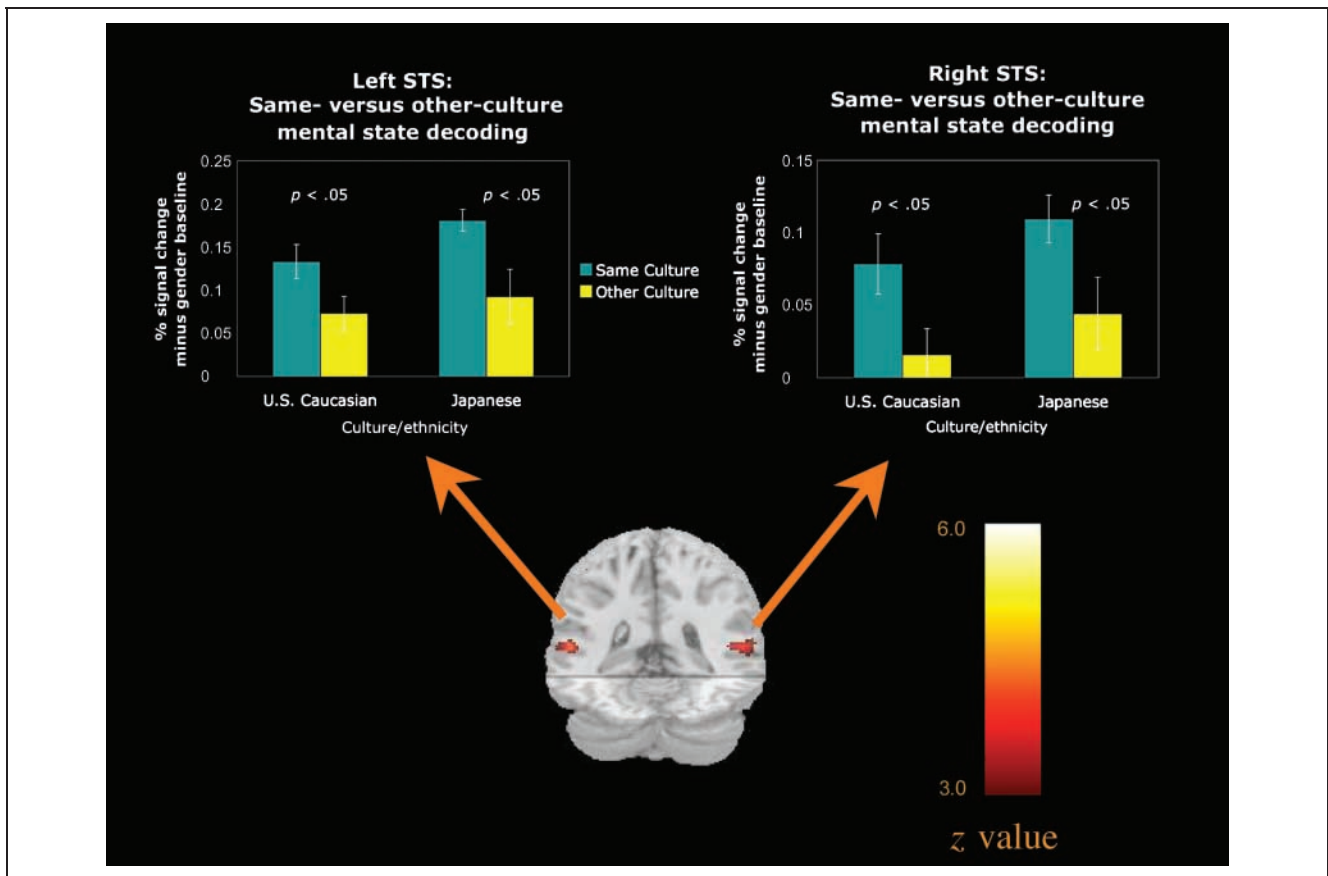 Left STS:
Same- versus other-culture
mental state decoding
% signal change
minus gender baseline
0.25
0.2
0.15
0.1
0.05
0
p < .05
p < .05
U.S. Caucasian
Japanese
Culture/ethnicity
Same Culture
Other Culture
Right STS:
Same- versus other-culture
mental state decoding
% signal change
minus gender baseline
0.15
0.1
0.05
0
p < .05
p < .05
U.S. Caucasian
Japanese
Culture/ethnicity
6.0
3.0
z value